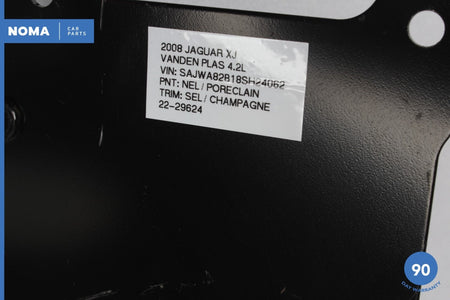 NOMA CAR PARTS
2008 JAGUAR XJ
VANDEN PLAS 4.2L
VIN: SAJWA82B18SH24062
PNT: NEL / PORECLAIN
TRIM: SEL / CHAMPAGNE
22-29624
90
DAY WARRANTY